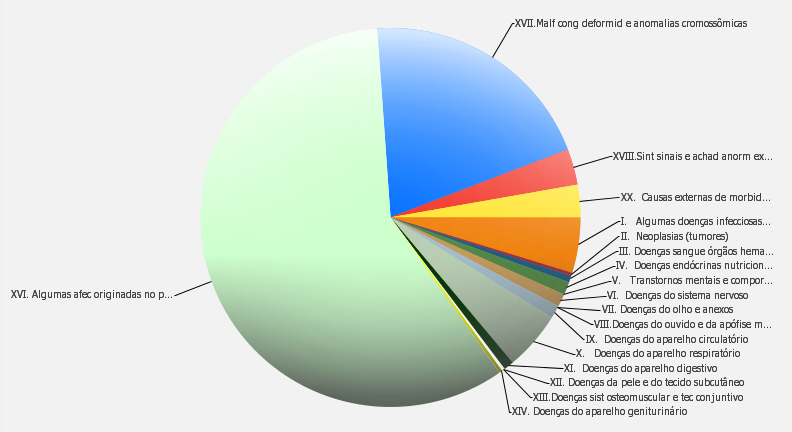 XVII.Malf cong deformid e anomalias cromossômicas
XVIII.Sint sinais e achad anorm ex...
XX. Causas externas de morbid...
I. Algumas doenças infecciosas...
II. Neoplasias (tumores)
III. Doenças sangue órgãos hema...
IV. Doenças endócrinas nutricion...
V. Transtornos mentais e compor...
VI. Doenças do sistema nervoso
VII. Doenças do olho e anexos
VIII.Doenças do ouvido e da apófise m...
IX. Doenças do aparelho circulatório
X. Doenças do aparelho respiratório
XI. Doenças do aparelho digestivo
XII. Doenças da pele e do tecido subcutâneo
XIII.Doenças sist osteomuscular e tec conjuntivo
XIV. Doenças do aparelho geniturinário
XVI. Algumas afec originadas no p...